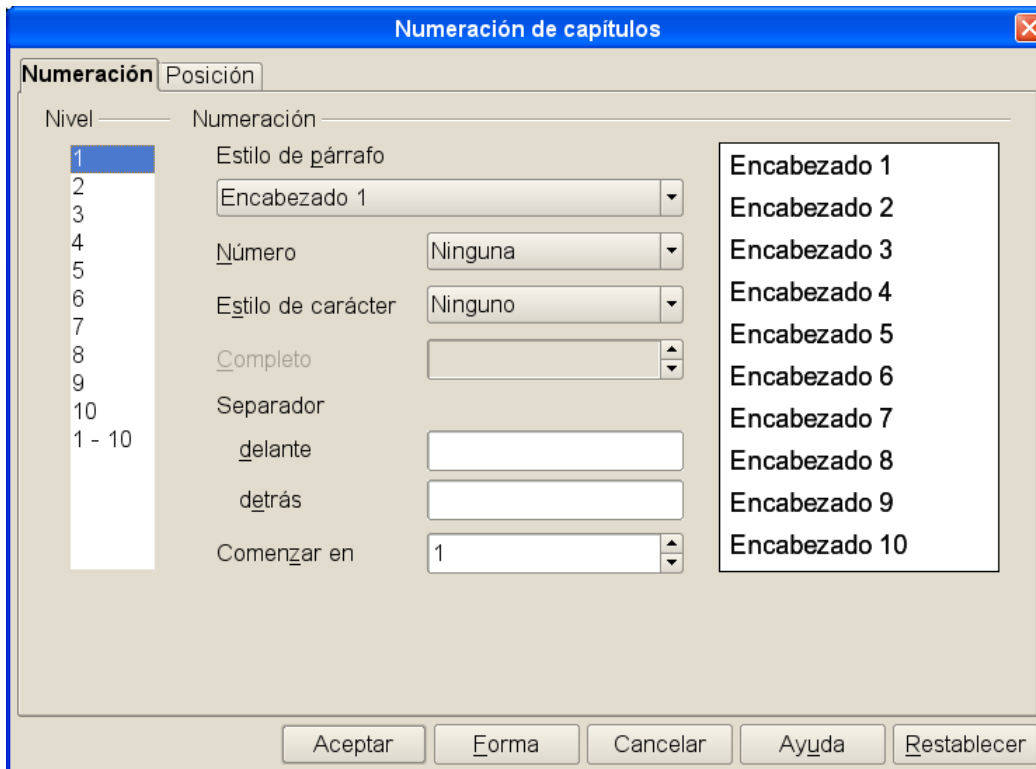 Numeración de capítulos
Numeración Posición
Nivel
1
2
3
4
5
6
7
8
9
10
1 - 10
Numeración
Estilo de párrafo
Encabezado 1
Número Ninguna
Estilo de carácter Ninguno
Completo
Separador
delante
detrás
Comenzar en 1
Encabezado 1
Encabezado 2
Encabezado 3
Encabezado 4
Encabezado 5
Encabezado 6
Encabezado 7
Encabezado 8
Encabezado 9
Encabezado 10
Aceptar Forma Cancelar Ayuda Restablecer